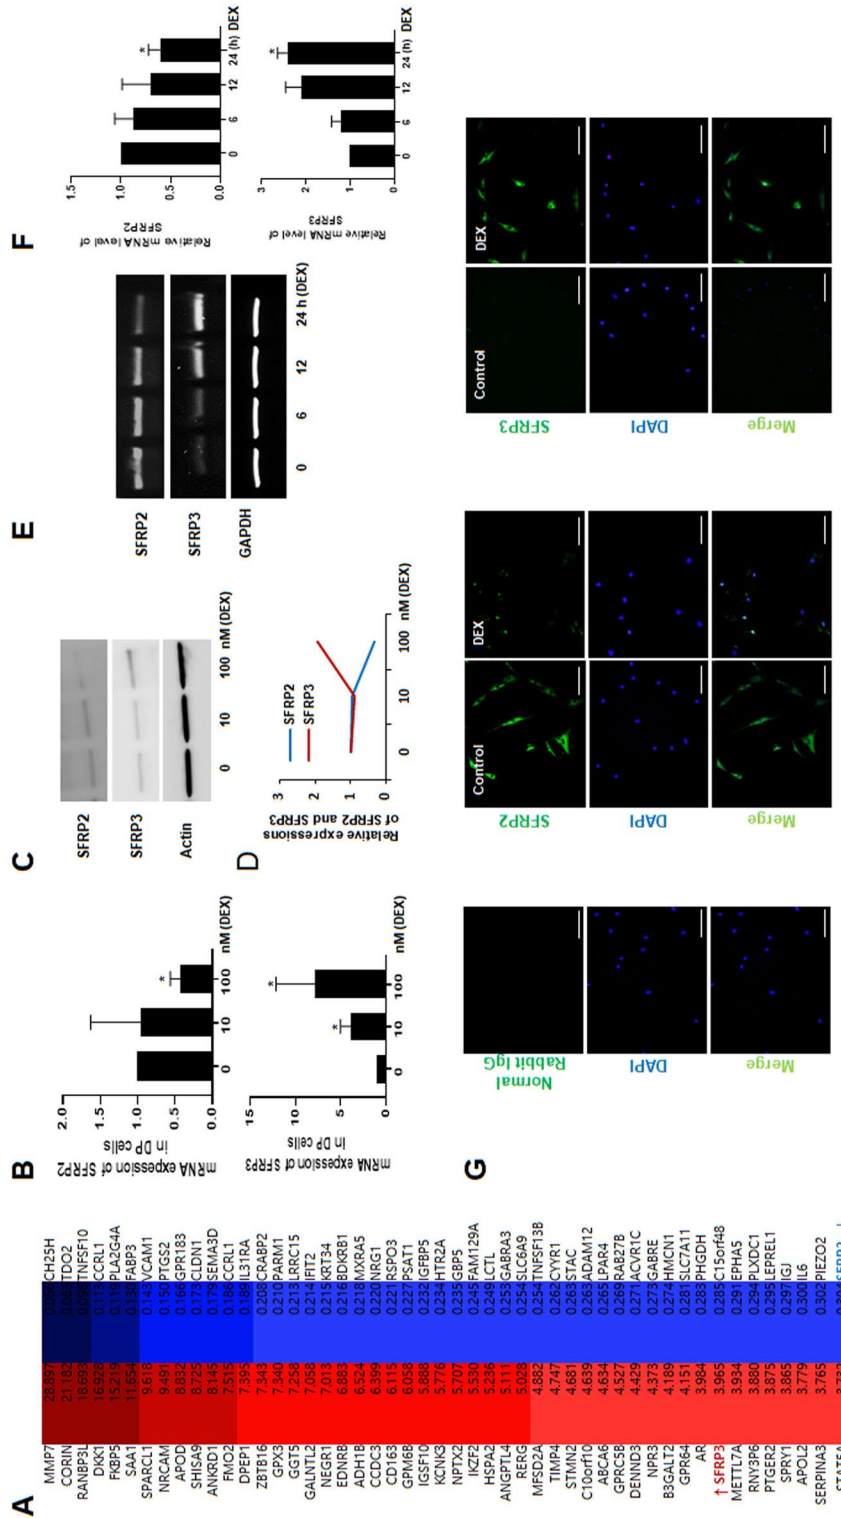 A
MMP7 28.897 CH25H
CORIN 21.182 TDO2
RANBP3L 18.693 TNFSF10
DKK1 16.928 CCRL1
FKBP5 15.219 PLA2G4A
SAA1 11.654 0.130 FABP3
SPARCL1 9.618 0.143 VCAM1
NRCAM 9.491 0.150 PTGS2
APOD 8.832 0.166 GPR183
SHISA9 8.725 0.173 CLDN1
ANKRD1 8.145 0.179 SEMA3D
FMO2 7.515 0.186 CCRL1
DPEP1 7.395 0.189 IL31RA
ZBTB16 7.343 0.208 CRABP2
GPX3 7.340 0.210 PARM1
GGT5 7.258 0.213 LRRC15
GALNTL2 7.058 0.214 IFIT2
NEGR1 7.013 0.215 KRT34
EDNRB 6.883 0.216 BDKRB1
ADH1B 6.524 0.218 MXRA5
CCDC3 6.399 0.220 NRG1
CD163 6.115 0.221 RSPO3
GPM6B 6.058 0.227 PSAT1
IGSF10 5.888 0.232 IGFBP5
KCNK3 5.776 0.234 HTR2A
NPTX2 5.707 0.235 GBP5
IKZF2 5.530 0.245 FAM129A
HSPA2 5.236 0.249 LCTL
ANGPTL4 5.111 0.253 GABRA3
RERG 5.028 0.254 SLC6A9
MFSD2A 4.882 0.254 TNFSF13B
TIMP4 4.747 0.262 CYYR1
STMN2 4.681 0.263 STAC
C10orf10 4.639 0.263 ADAM12
ABCA6 4.634 0.265 LPAR4
GPRC5B 4.527 0.269 RAB27B
DENND3 4.429 0.271 ACVR1C
NPR3 4.373 0.273 GABRE
B3GALT2 4.189 0.274 HMCN1
GPR64 4.151 0.281 SLC7A11
AR 3.984 0.283 PHGDH
↑ SFRP3 3.965 0.285 C15orf48
METTL7A 3.934 0.291 EPHA5
RNY3P6 3.880 0.294 PLXDC1
PTGER2 3.875 0.295 LEPREL1
SPRY1 3.865 0.297 IGJ
APOL2 3.779 0.300 IL6
SERPINA3 3.765 0.302 PIEZO2
B
mRNA expession of SFRP2
in DP cells
2.0
1.5
1.0
0.5
0.0
*
0 10 100 nM (DEX)
mRNA expession of SFRP3
in DP cells
15
10
5
0
* *
0 10 100 nM (DEX)
C
SFRP2
SFRP3
Actin
0 10 100 nM (DEX)
D
Relative expressions
of SFRP2 and SFRP3
3
2
1
0
SFRP2
SFRP3
0 10 100 nM (DEX)
E
SFRP2
SFRP3
GAPDH
0 6 12 24 h (DEX)
F
Relative mRNA level of
SFRP2
1.5
1.0
0.5
0.0
*
0 6 12 24 (h) DEX
Relative mRNA level of
SFRP3
3
2
1
0
*
0 6 12 24 (h) DEX
G
Normal
Rabbit IgG
DAPI
Merge
Control DEX
SFRP2
DAPI
Merge
Control DEX
SFRP3
DAPI
Merge